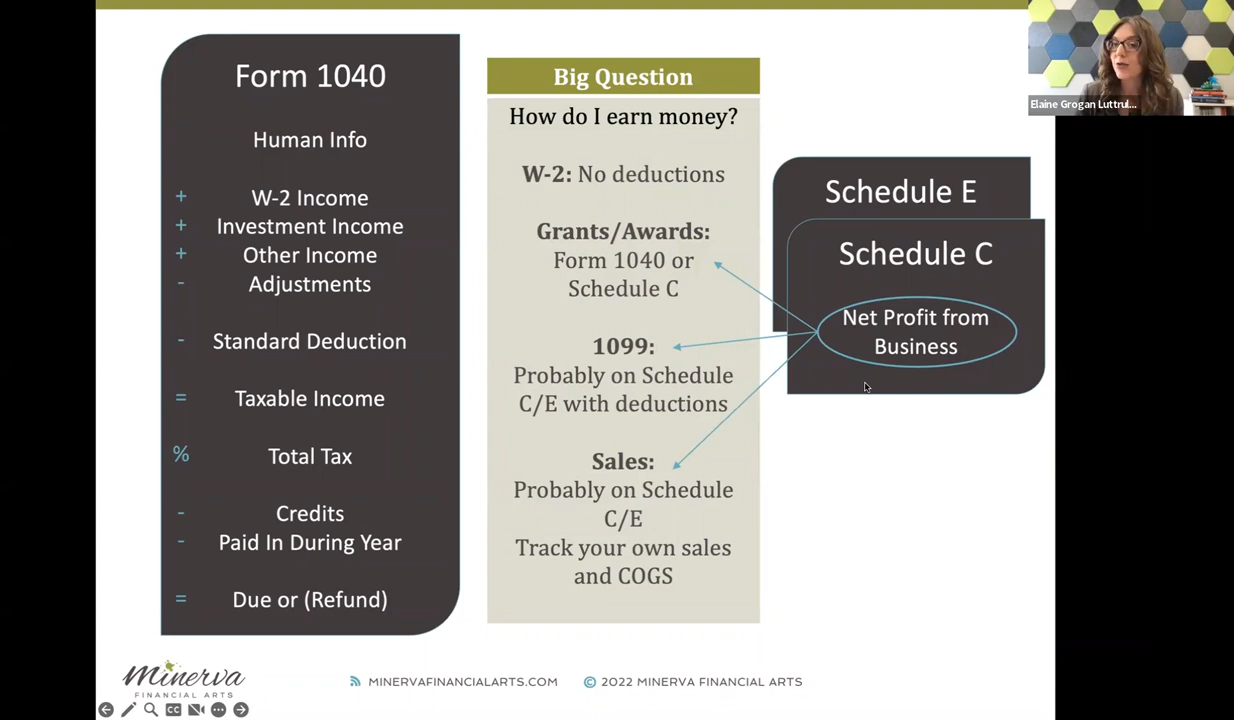 Form 1040
Human Info
+ W-2 Income
+ Investment Income
+ Other Income
- Adjustments
- Standard Deduction
= Taxable Income
% Total Tax
- Credits
- Paid In During Year
= Due or (Refund)
Big Question
How do I earn money?
W-2: No deductions
Grants/Awards:
Form 1040 or
Schedule C
1099:
Probably on Schedule
C/E with deductions
Sales:
Probably on Schedule
C/E
Track your own sales
and COGS
Schedule E
Schedule C
Net Profit from
Business
Elaine Grogan Luttrul...
Minerva
FINANCIAL ARTS
MINERVAFINANCIALARTS.COM
© 2022 MINERVA FINANCIAL ARTS
CC